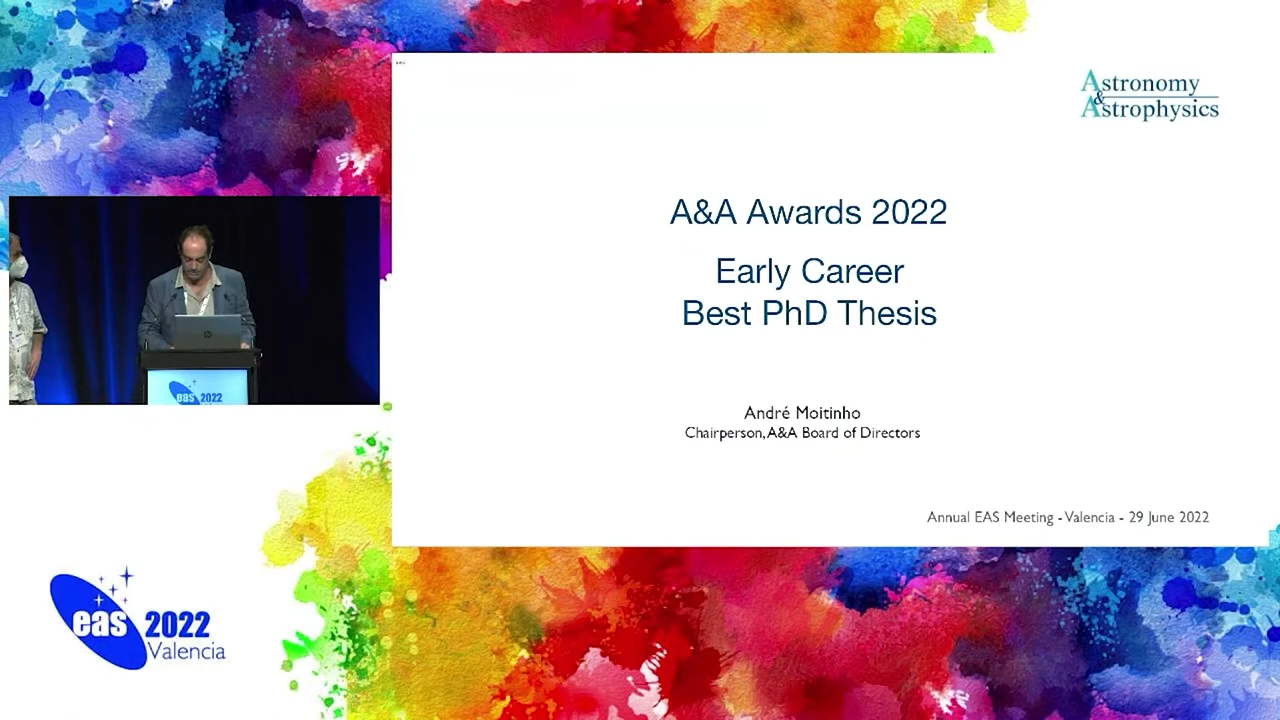 Astronomy
&
Astrophysics
A&A Awards 2022
Early Career
Best PhD Thesis
André Moitinho
Chairperson, A&A Board of Directors
Annual EAS Meeting - Valencia - 29 June 2022
eas 2022
eas 2022
Valencia